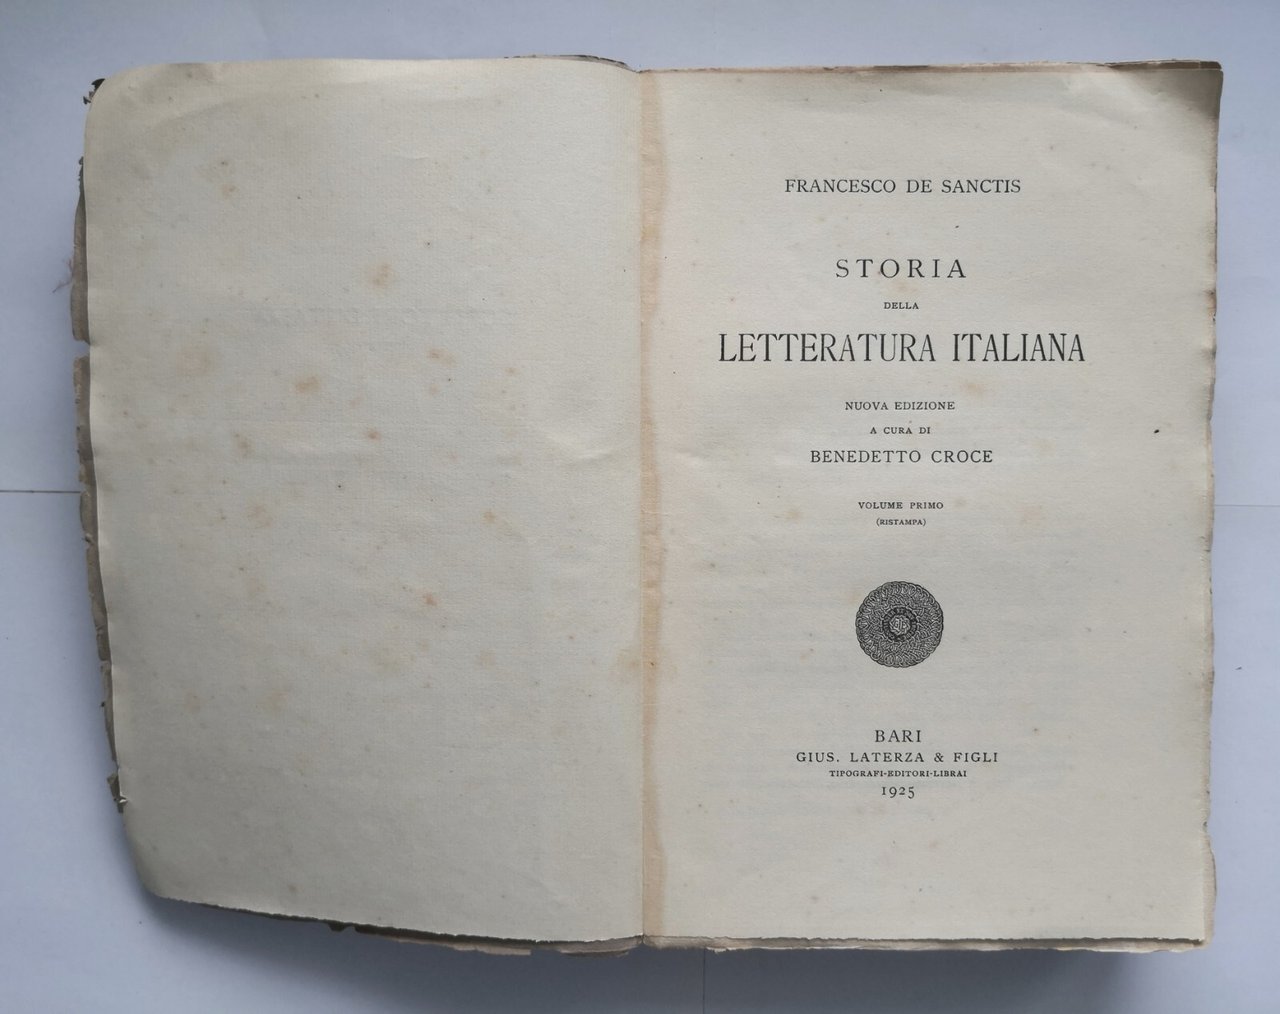 FRANCESCO DE SANCTIS
STORIA
DELLA
LETTERATURA ITALIANA
NUOVA EDIZIONE
A CURA DI
BENEDETTO CROCE
VOLUME PRIMO
(RISTAMPA)
BARI
GIUS. LATERZA & FIGLI
TIPOGRAFI-EDITORI-LIBRAI
1925